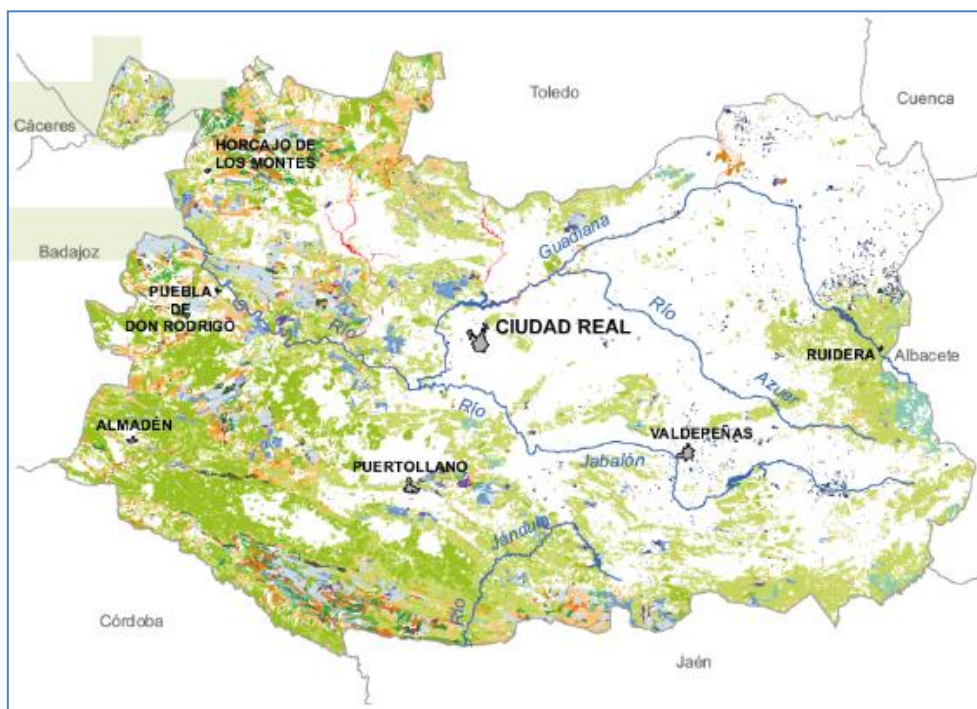 Toledo
Cuenca
Cáceres
HORCAJO DE
LOS MONTES
Guadiana
Badajoz
PUEBLA
DE
DON RODRIGO
Río
CIUDAD REAL
Río
RUIDERA
Albacete
Azuer
Río
ALMADÉN
VALDEPEÑAS
PUERTOLLANO
Jabalón
Jándula
Río
Córdoba
Jaén